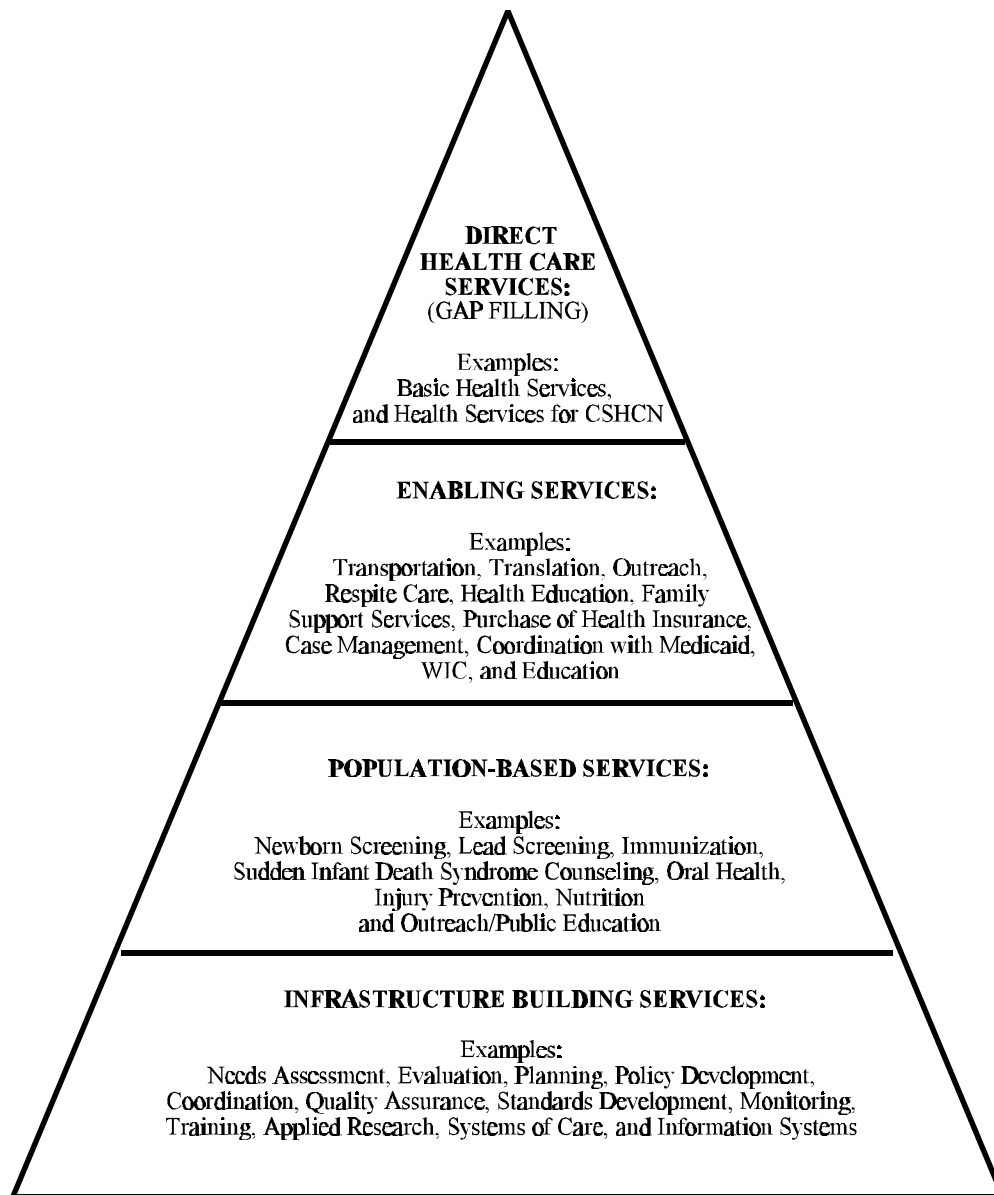 DIRECT
HEALTH CARE
SERVICES:
(GAP FILLING)
Examples:
Basic Health Services,
and Health Services for CSHCN
ENABLING SERVICES:
Examples:
Transportation, Translation, Outreach,
Respite Care, Health Education, Family
Support Services, Purchase of Health Insurance,
Case Management, Coordination with Medicaid,
WIC, and Education
POPULATION-BASED SERVICES:
Examples:
Newborn Screening, Lead Screening, Immunization,
Sudden Infant Death Syndrome Counseling, Oral Health,
Injury Prevention, Nutrition
and Outreach/Public Education
INFRASTRUCTURE BUILDING SERVICES:
Examples:
Needs Assessment, Evaluation, Planning, Policy Development,
Coordination, Quality Assurance, Standards Development, Monitoring,
Training, Applied Research, Systems of Care, and Information Systems